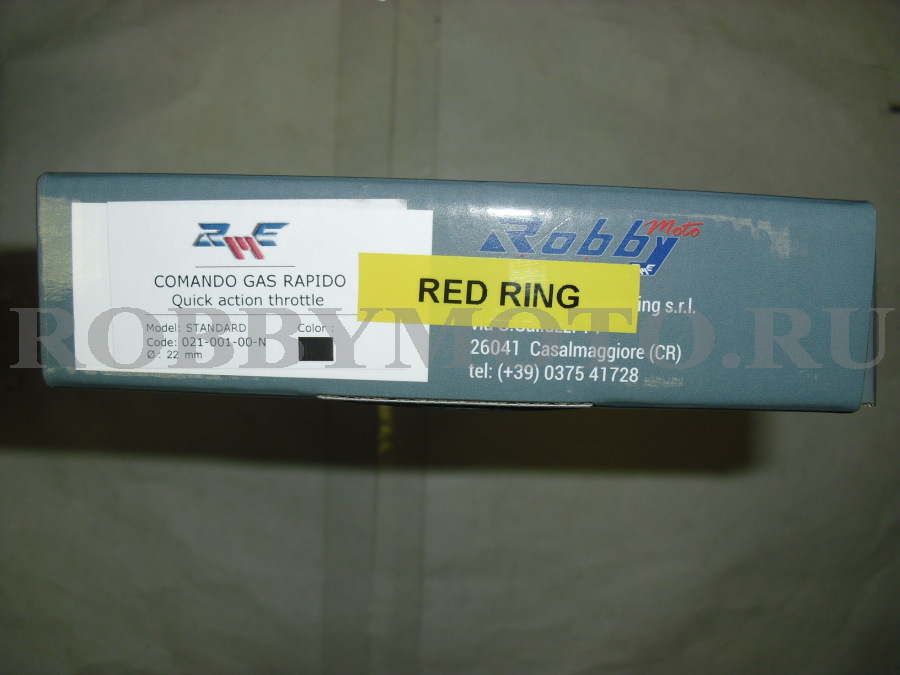 RME
COMANDO GAS RAPIDO
Quick action throttle
Model: STANDARD Color :
Code: 021-001-00-N
Ø : 22 mm
RED RING
Robby
Moto
ing s.r.l.
26041 Casalmaggiore (CR)
tel: (+39) 0375 41728
ROBBYMOTO.RU